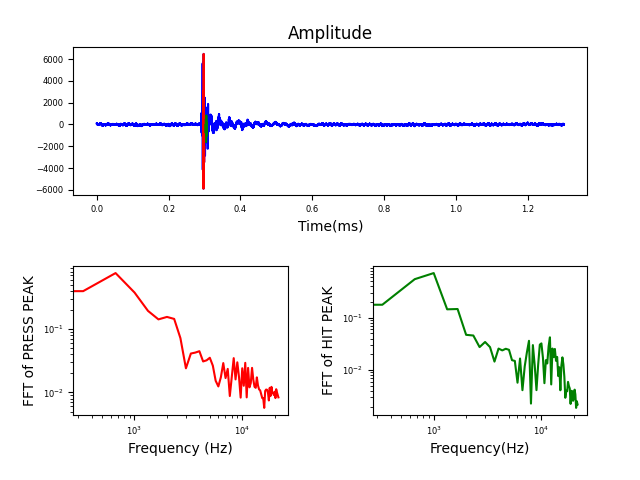 Amplitude
6000
4000
2000
0
−2000
−4000
−6000
0.0 0.2 0.4 0.6 0.8 1.0 1.2
Time(ms)
FFT of PRESS PEAK
10⁻¹
10⁻²
10³ 10⁴
Frequency (Hz)
FFT of HIT PEAK
10⁻¹
10⁻²
10³ 10⁴
Frequency(Hz)